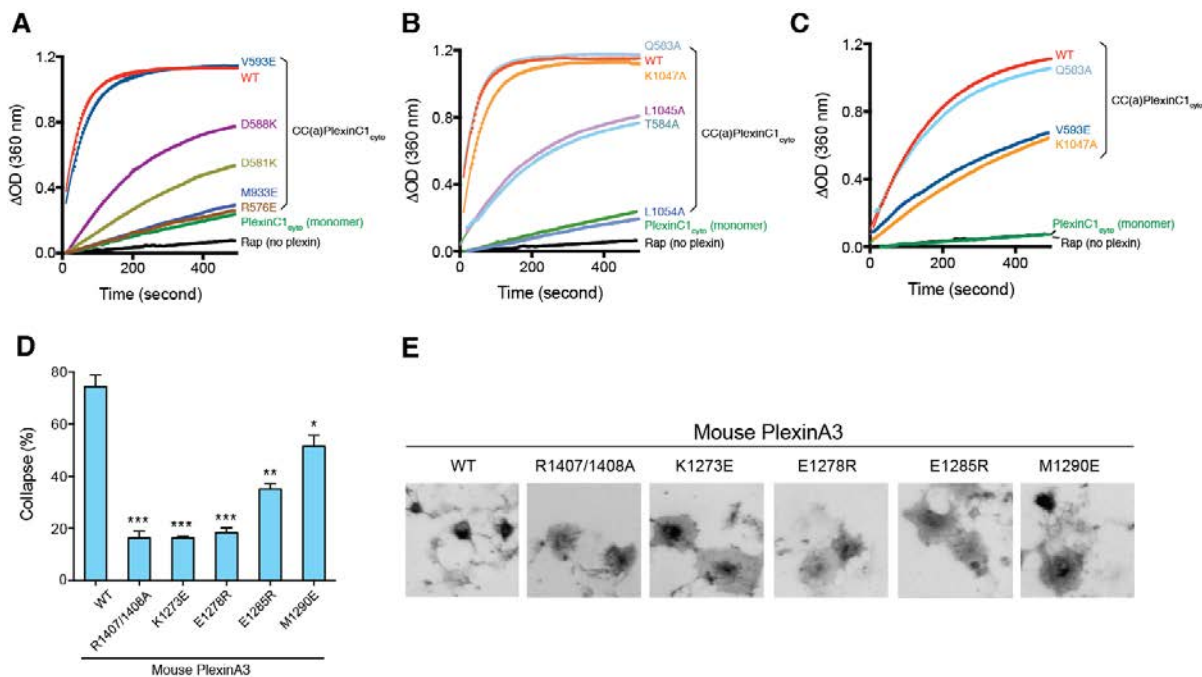 A
ΔOD (360 nm)
1.2
0.8
0.4
0.0
0
200
400
Time (second)
V593E
WT
D588K
CC(a)PlexinC1cyto
D581K
M933E
R576E
PlexinC1cyto (monomer)
Rap (no plexin)
B
ΔOD (360 nm)
1.2
0.8
0.4
0.0
0
200
400
Time (second)
Q583A
WT
K1047A
L1045A
T584A
CC(a)PlexinC1cyto
L1054A
PlexinC1cyto (monomer)
Rap (no plexin)
C
ΔOD (360 nm)
1.2
0.8
0.4
0.0
0
200
400
Time (second)
WT
Q583A
CC(a)PlexinC1cyto
V593E
K1047A
PlexinC1cyto (monomer)
Rap (no plexin)
D
Collapse (%)
80
60
40
20
0
***
***
***
**
*
WT
R1407/1408A
K1273E
E1278R
E1285R
M1290E
Mouse PlexinA3
E
Mouse PlexinA3
WT
R1407/1408A
K1273E
E1278R
E1285R
M1290E